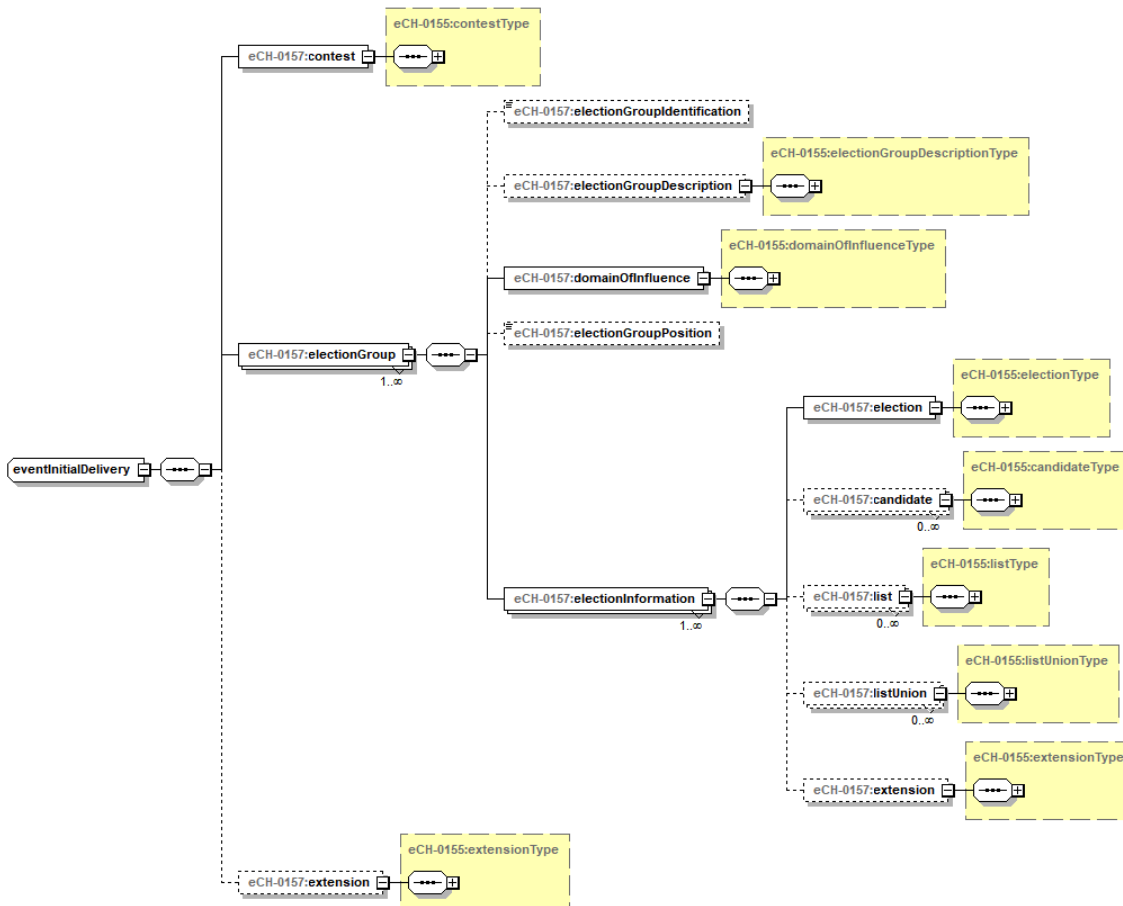 eCH-0155:contestType
eCH-0157:contest
eCH-0157:electionGroupIdentification
eCH-0155:electionGroupDescriptionType
eCH-0157:electionGroupDescription
eCH-0155:domainOfInfluenceType
eCH-0157:domainOfInfluence
eCH-0157:electionGroupPosition
eCH-0157:electionGroup
1..∞
eCH-0155:electionType
eCH-0157:election
eventInitialDelivery
eCH-0155:candidateType
eCH-0157:candidate
0..∞
eCH-0155:listType
eCH-0157:list
0..∞
eCH-0157:electionInformation
1..∞
eCH-0155:listUnionType
eCH-0157:listUnion
0..∞
eCH-0155:extensionType
eCH-0157:extension
eCH-0155:extensionType
eCH-0157:extension